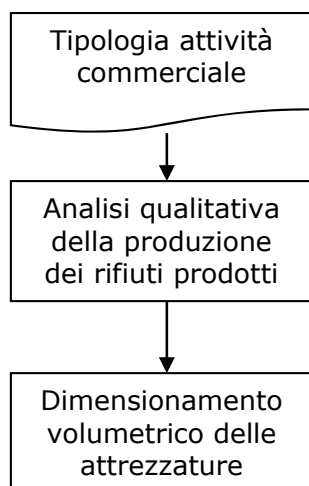 Tipologia attività
commerciale
Analisi qualitativa
della produzione
dei rifiuti prodotti
Dimensionamento
volumetrico delle
attrezzature